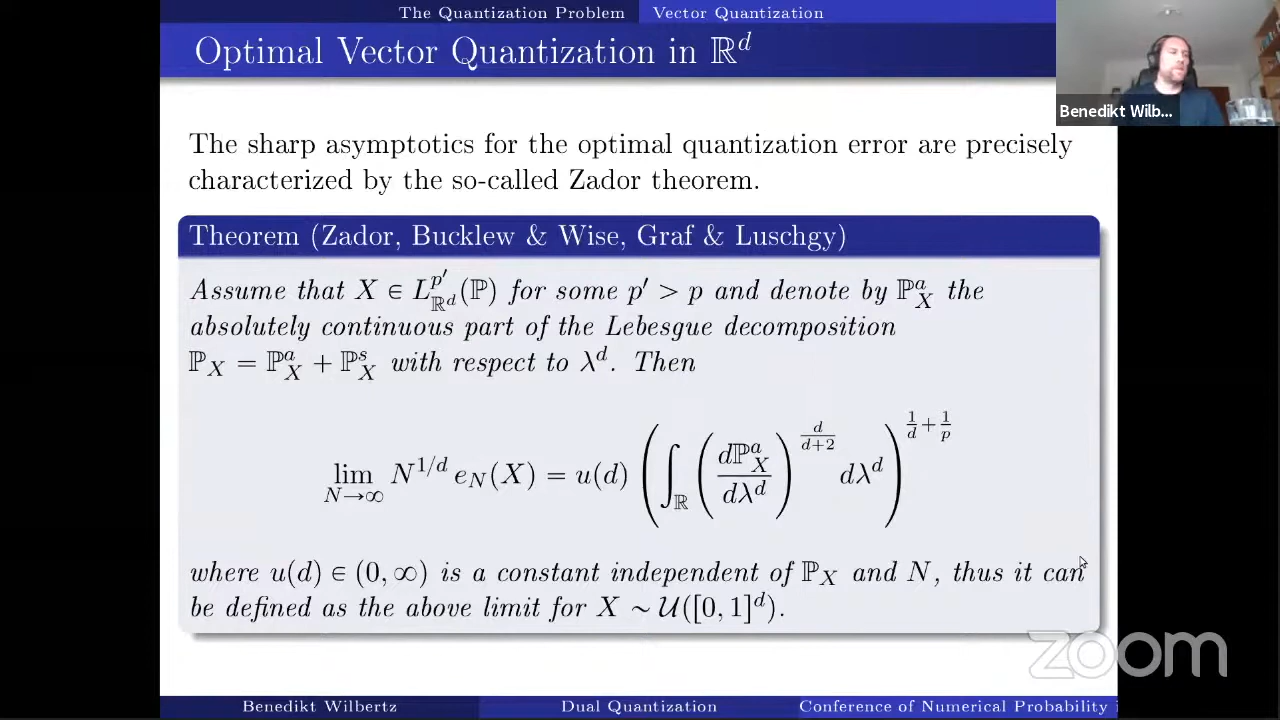 The Quantization Problem Vector Quantization
Optimal Vector Quantization in ℝ^d
Benedikt Wilb...
The sharp asymptotics for the optimal quantization error are precisely
characterized by the so-called Zador theorem.
Theorem (Zador, Bucklew & Wise, Graf & Luschgy)
Assume that X ∈ L^{p'}_{ℝ^d}(ℙ) for some p' > p and denote by ℙ^a_X the
absolutely continuous part of the Lebesgue decomposition
ℙ_X = ℙ^a_X + ℙ^s_X with respect to λ^d. Then
lim_{N→∞} N^{1/d} e_N(X) = u(d) (∫_ℝ (dℙ^a_X / dλ^d)^{d/(d+2)} dλ^d)^{1/d + 1/p}
where u(d) ∈ (0, ∞) is a constant independent of ℙ_X and N, thus it can
be defined as the above limit for X ∼ 𝒰([0, 1]^d).
zoom
Benedikt Wilbertz Dual Quantization Conference of Numerical Probability